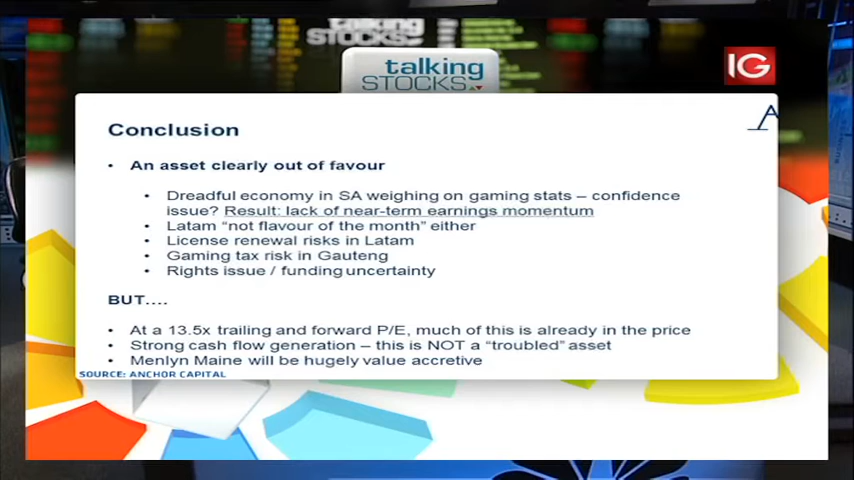 talking
STOCKS
talking
STOCKS
IG
A
Conclusion
• An asset clearly out of favour
• Dreadful economy in SA weighing on gaming stats – confidence
issue? Result: lack of near-term earnings momentum
• Latam “not flavour of the month” either
• License renewal risks in Latam
• Gaming tax risk in Gauteng
• Rights issue / funding uncertainty
BUT....
• At a 13.5x trailing and forward P/E, much of this is already in the price
• Strong cash flow generation – this is NOT a “troubled” asset
• Menlyn Maine will be hugely value accretive
SOURCE: ANCHOR CAPITAL